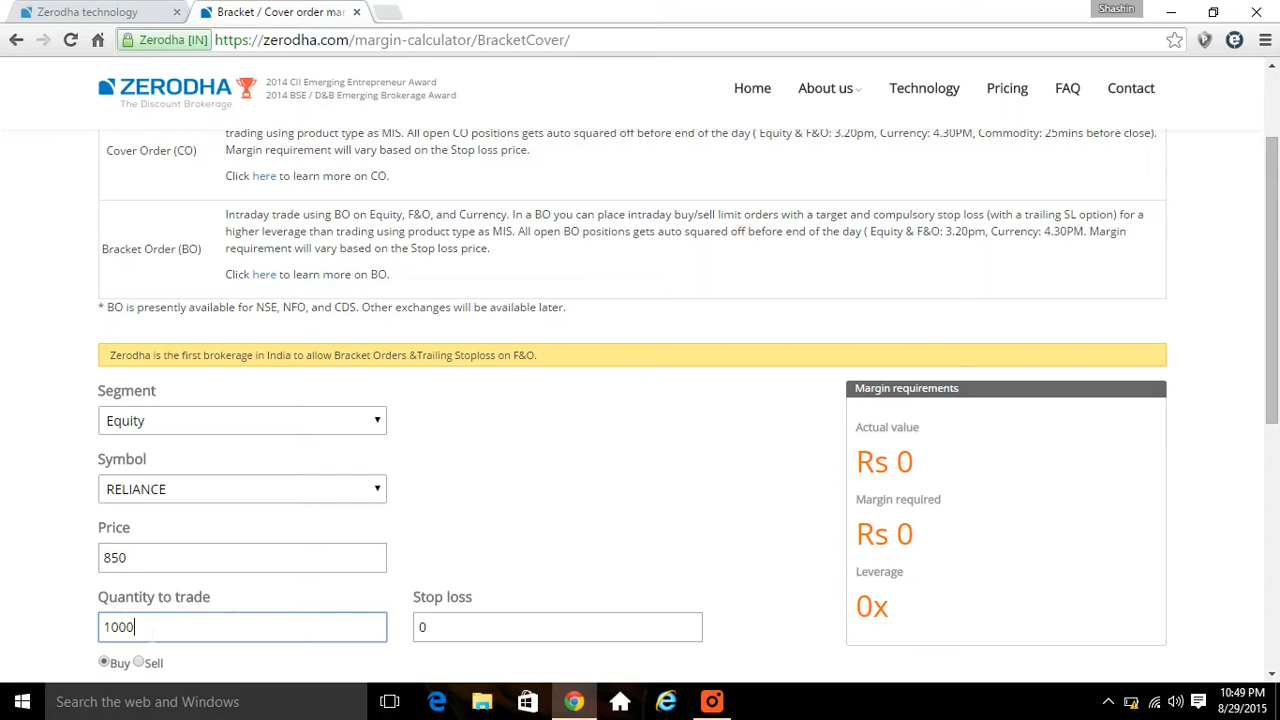 Zerodha technology
Bracket / Cover order mar
Shashin
Zerodha [IN]
https://zerodha.com/margin-calculator/BracketCover/
ZERODHA
The Discount Brokerage
2014 CII Emerging Entrepreneur Award
2014 BSE / D&B Emerging Brokerage Award
Home
About us
Technology
Pricing
FAQ
Contact
Cover Order (CO)
trading using product type as MIS. All open CO positions gets auto squared off before end of the day ( Equity & F&O: 3.20pm, Currency: 4.30PM, Commodity: 25mins before close).
Margin requirement will vary based on the Stop loss price.
Click here to learn more on CO.
Bracket Order (BO)
Intraday trade using BO on Equity, F&O, and Currency. In a BO you can place intraday buy/sell limit orders with a target and compulsory stop loss (with a trailing SL option) for a
higher leverage than trading using product type as MIS. All open BO positions gets auto squared off before end of the day ( Equity & F&O: 3.20pm, Currency: 4.30PM. Margin
requirement will vary based on the Stop loss price.
Click here to learn more on BO.
* BO is presently available for NSE, NFO, and CDS. Other exchanges will be available later.
Zerodha is the first brokerage in India to allow Bracket Orders &Trailing Stoploss on F&O.
Segment
Equity
Symbol
RELIANCE
Price
850
Quantity to trade
Stop loss
1000
0
Buy
Sell
Margin requirements
Actual value
Rs 0
Margin required
Rs 0
Leverage
0x
Search the web and Windows
10:49 PM
8/29/2015